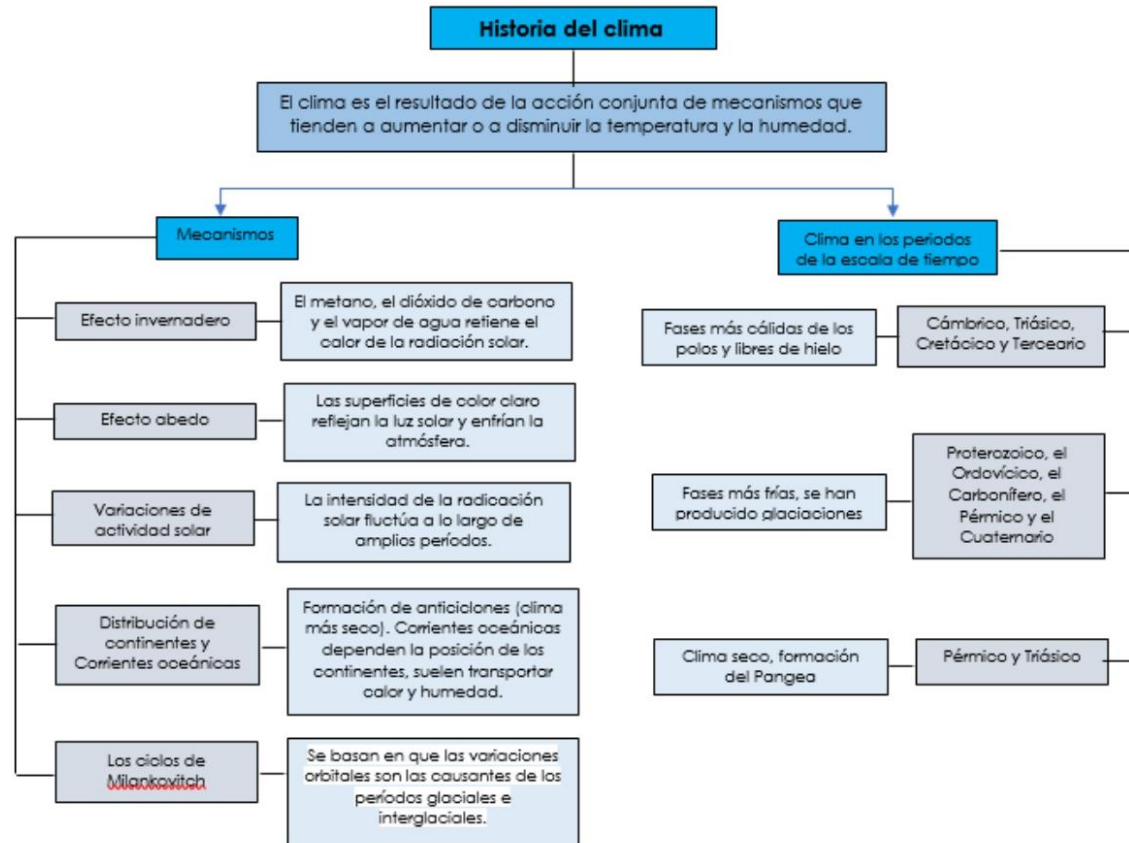 Historia del clima
El clima es el resultado de la acción conjunta de mecanismos que
tienden a aumentar o a disminuir la temperatura y la humedad.
Mecanismos
Efecto invernadero
El metano, el dióxido de carbono
y el vapor de agua retiene el
calor de la radiación solar.
Efecto abedo
Las superficies de color claro
reflejan la luz solar y enfrían la
atmósfera.
Variaciones de
actividad solar
La intensidad de la radicación
solar fluctúa a lo largo de
amplios períodos.
Distribución de
continentes y
Corrientes oceánicas
Formación de anticiclones (clima
más seco). Corrientes oceánicas
dependen la posición de los
continentes, suelen transportar
calor y humedad.
Los ciclos de
Milankovitch
Se basan en que las variaciones
orbitales son las causantes de los
períodos glaciales e
interglaciales.
Clima en los periodos
de la escala de tiempo
Fases más cálidas de los
polos y libres de hielo
Cámbrico, Triásico,
Cretácico y Terceario
Fases más frías, se han
producido glaciaciones
Proterozoico, el
Ordovícico, el
Carbonífero, el
Pérmico y el
Cuaternario
Clima seco, formación
del Pangea
Pérmico y Triásico